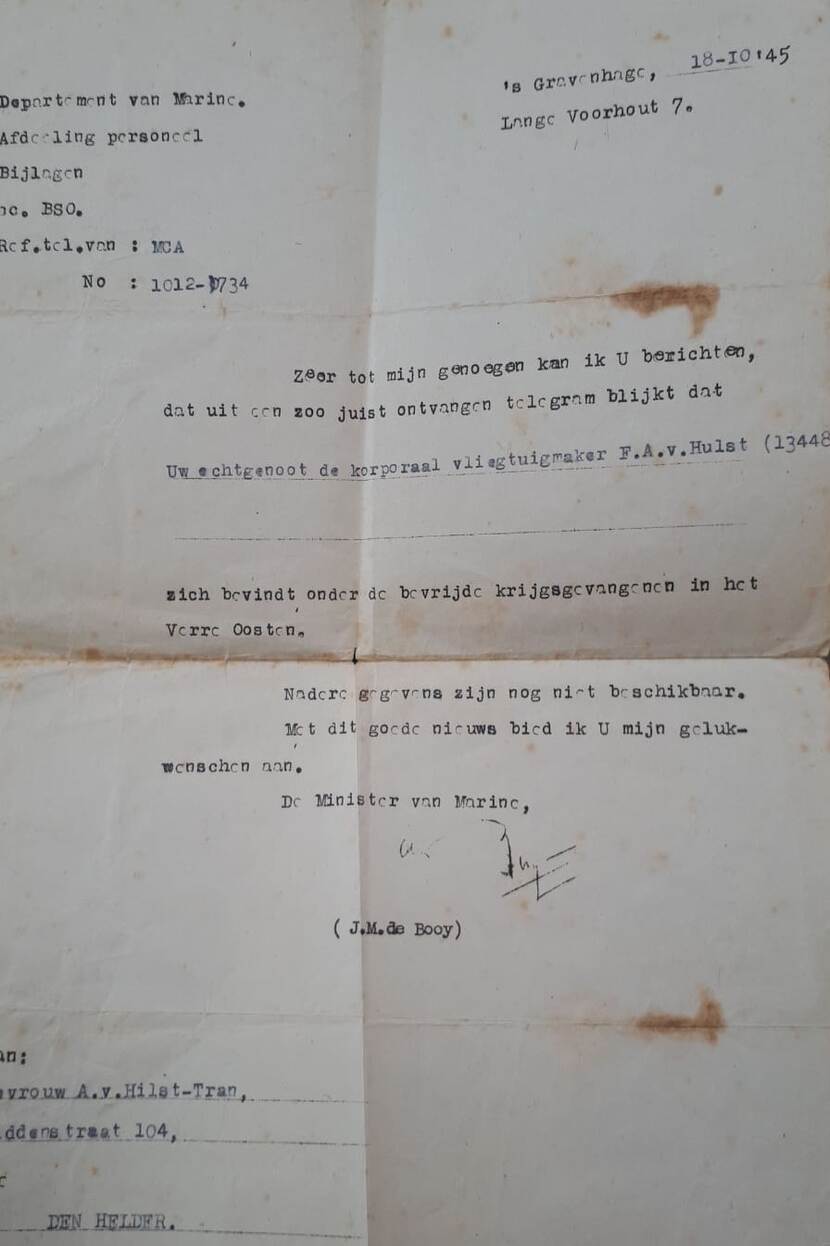 's Gravenhage, 18-10'45
Lange Voorhout 7.
Departement van Marine.
Afdeeling personeel
Bijlagen
BSO.
Ref.tel.van : MCA
No : 1012-1734
Zeer tot mijn genoegen kan ik U berichten,
dat uit een zoo juist ontvangen telegram blijkt dat
Uw echtgenoot de korporaal vliegtuigmaker F.A.v.Hulst (13448
zich bevindt onder de bevrijde krijgsgevangenen in het
Verre Oosten.
Nadere gegevens zijn nog niet beschikbaar.
Met dit goede nieuws bied ik U mijn geluk-
wenschen aan.
De Minister van Marine,
( J.M.de Booy)
an:
vrouw A.v.Hilst-Tran,
ddenstraat 104,
DEN HELDER.